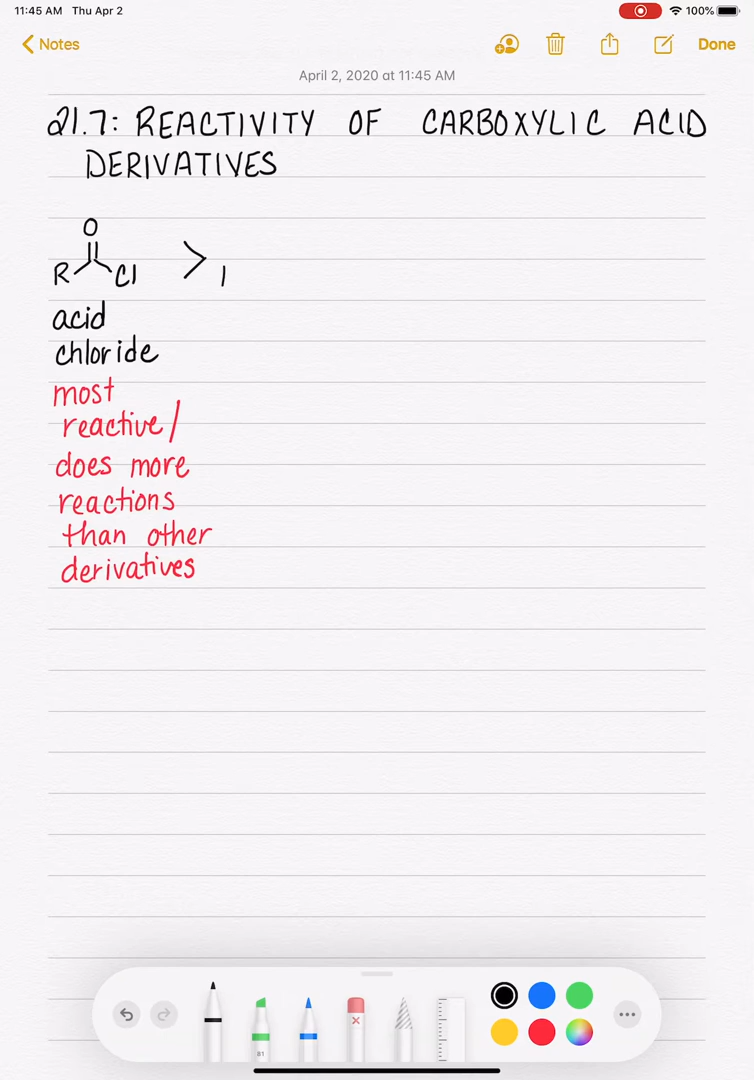 11:45 AM Thu Apr 2
100%
Notes
Done
April 2, 2020 at 11:45 AM
21.7: REACTIVITY OF CARBOXYLIC ACID
DERIVATIVES
O
R Cl >
acid
chloride
most
reactive/
does more
reactions
than other
derivatives
81